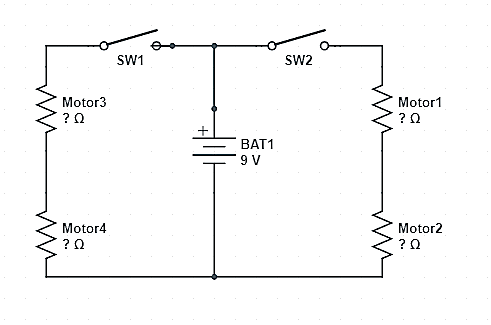 SW1
SW2
Motor3
? Ω
Motor1
? Ω
+
BAT1
9 V
Motor4
? Ω
Motor2
? Ω